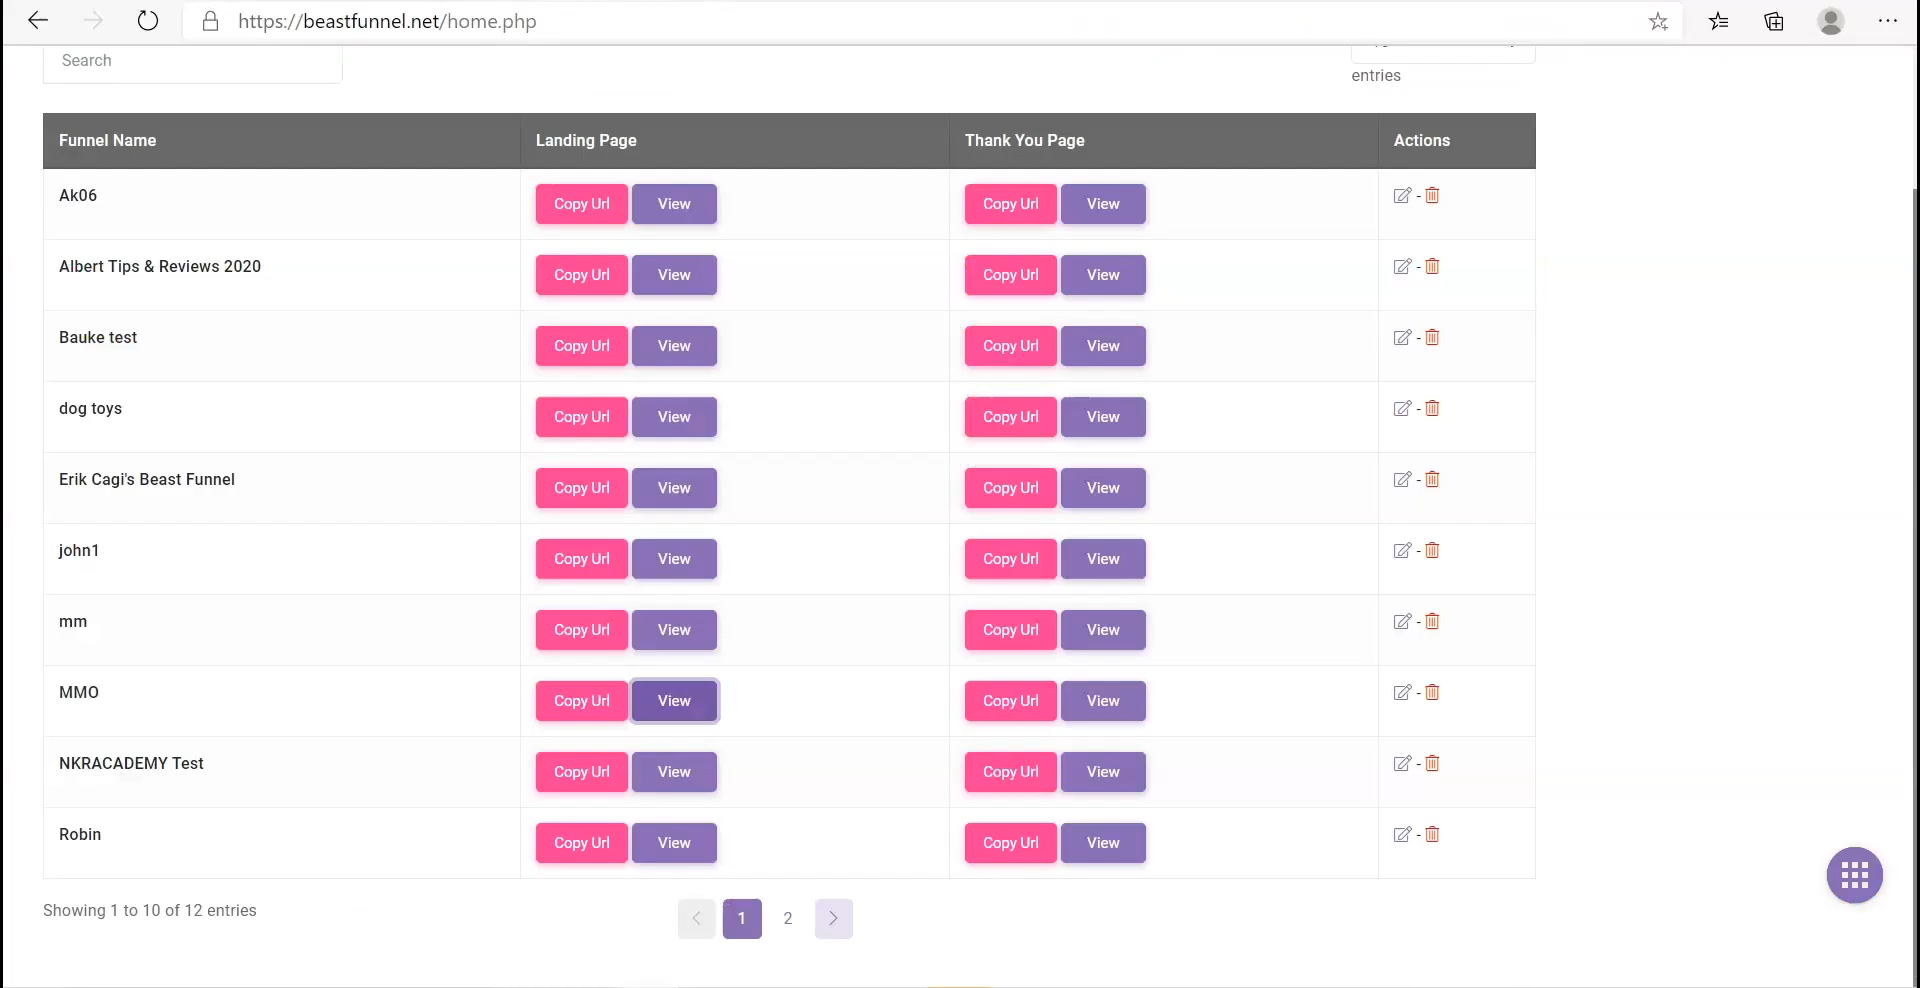 https://beastfunnel.net/home.php
Search
entries
Funnel Name Landing Page Thank You Page Actions
Ak06 Copy Url View Copy Url View -
Albert Tips & Reviews 2020 Copy Url View Copy Url View -
Bauke test Copy Url View Copy Url View -
dog toys Copy Url View Copy Url View -
Erik Cagi's Beast Funnel Copy Url View Copy Url View -
john1 Copy Url View Copy Url View -
mm Copy Url View Copy Url View -
MMO Copy Url View Copy Url View -
NKRACADEMY Test Copy Url View Copy Url View -
Robin Copy Url View Copy Url View -
Showing 1 to 10 of 12 entries 1 2